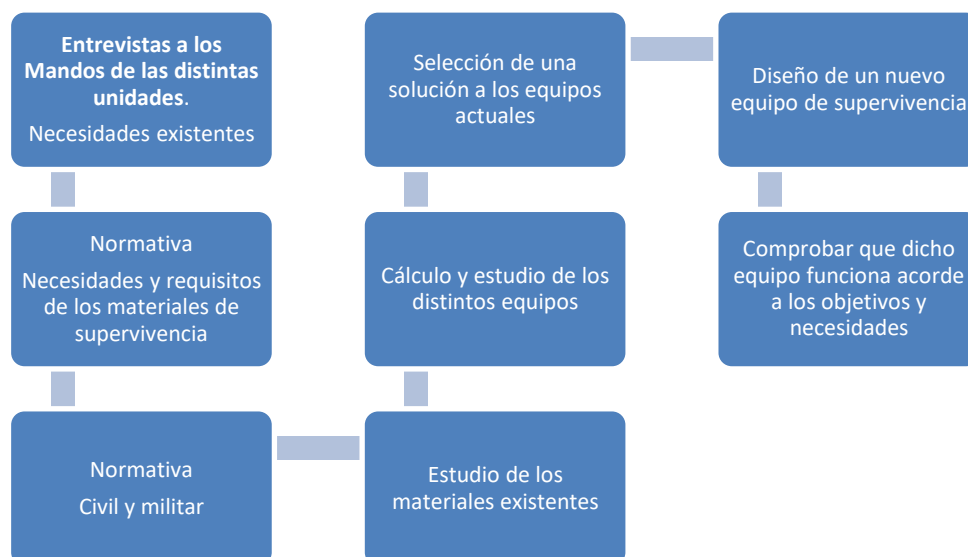 Entrevistas a los
Mandos de las distintas
unidades.
Necesidades existentes
Normativa
Necesidades y requisitos
de los materiales de
supervivencia
Normativa
Civil y militar
Estudio de los
materiales existentes
Cálculo y estudio de los
distintos equipos
Selección de una
solución a los equipos
actuales
Diseño de un nuevo
equipo de supervivencia
Comprobar que dicho
equipo funciona acorde
a los objetivos y
necesidades